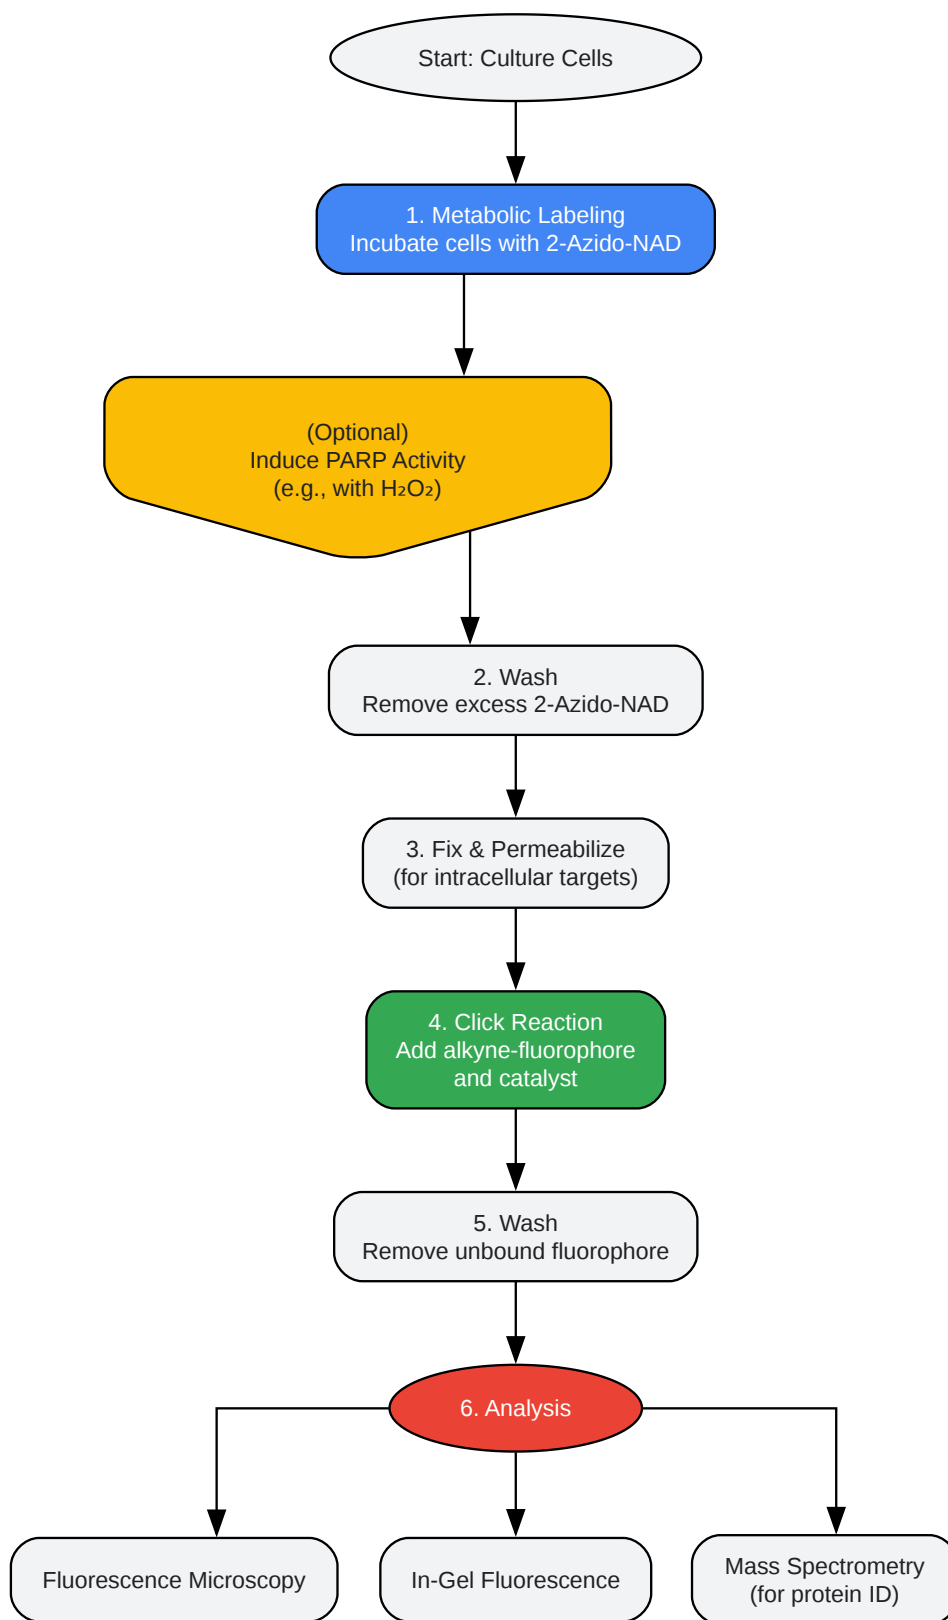 Start: Culture Cells
1. Metabolic Labeling
Incubate cells with 2-Azido-NAD
(Optional)
Induce PARP Activity
(e.g., with H₂O₂)
2. Wash
Remove excess 2-Azido-NAD
3. Fix & Permeabilize
(for intracellular targets)
4. Click Reaction
Add alkyne-fluorophore
and catalyst
5. Wash
Remove unbound fluorophore
6. Analysis
Fluorescence Microscopy
In-Gel Fluorescence
Mass Spectrometry
(for protein ID)